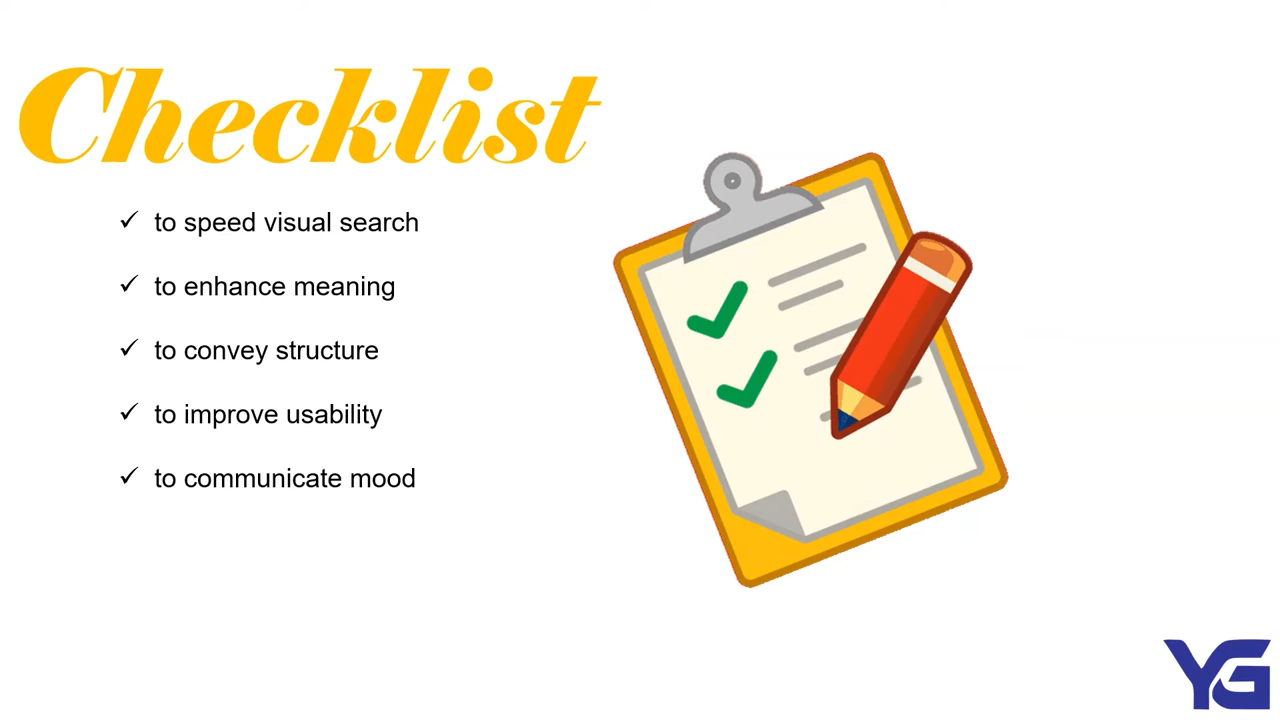 Checklist
✓ to speed visual search
✓ to enhance meaning
✓ to convey structure
✓ to improve usability
✓ to communicate mood
YG